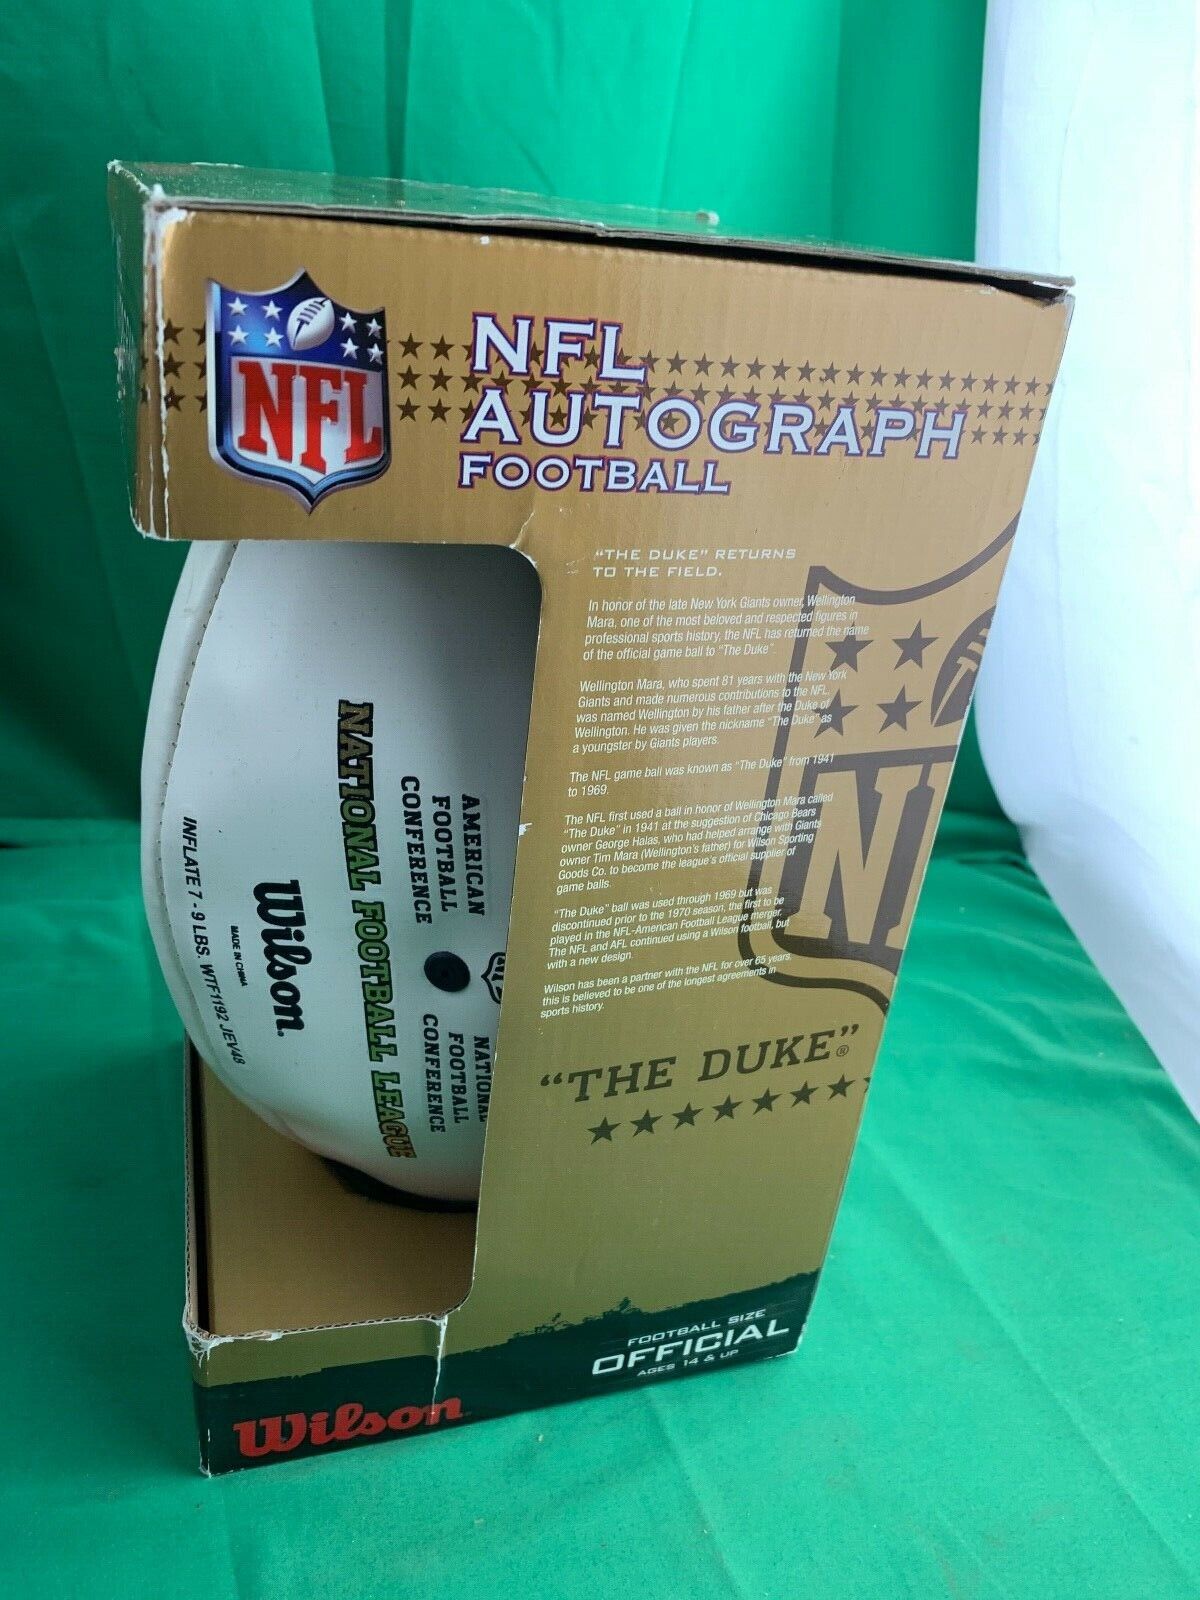 NFL
NFL
AUTOGRAPH
FOOTBALL
"THE DUKE" RETURNS
TO THE FIELD.
In honor of the late New York Giants owner, Wellington
Mara, one of the most beloved and respected figures in
professional sports history, the NFL has returned the name
of the official game ball to "The Duke".
Wellington Mara, who spent 81 years with the New York
Giants and made numerous contributions to the NFL,
was named Wellington by his father after the Duke of
Wellington. He was given the nickname "The Duke" as
a youngster by Giants players.
The NFL game ball was known as "The Duke" from 1941
to 1969.
The NFL first used a ball in honor of Wellington Mara called
"The Duke" in 1941 at the suggestion of Chicago Bears
owner George Halas, who had helped arrange with Giants
owner Tim Mara (Wellington's father) for Wilson Sporting
Goods Co. to become the league's official supplier of
game balls.
"The Duke" ball was used through 1969 but was
discontinued prior to the 1970 season, the first to be
played in the NFL-American Football League merger.
The NFL and AFL continued using a Wilson football, but
with a new design.
Wilson has been a partner with the NFL for over 65 years,
this is believed to be one of the longest agreements in
sports history.
"THE DUKE"®
FOOTBALL SIZE
OFFICIAL
AGES 14 & UP
Wilson
AMERICAN
FOOTBALL
CONFERENCE
NATIONAL
FOOTBALL
CONFERENCE
NATIONAL FOOTBALL LEAGUE
Wilson
MADE IN CHINA
INFLATE 7 - 9 LBS. WTF1192 JEV48